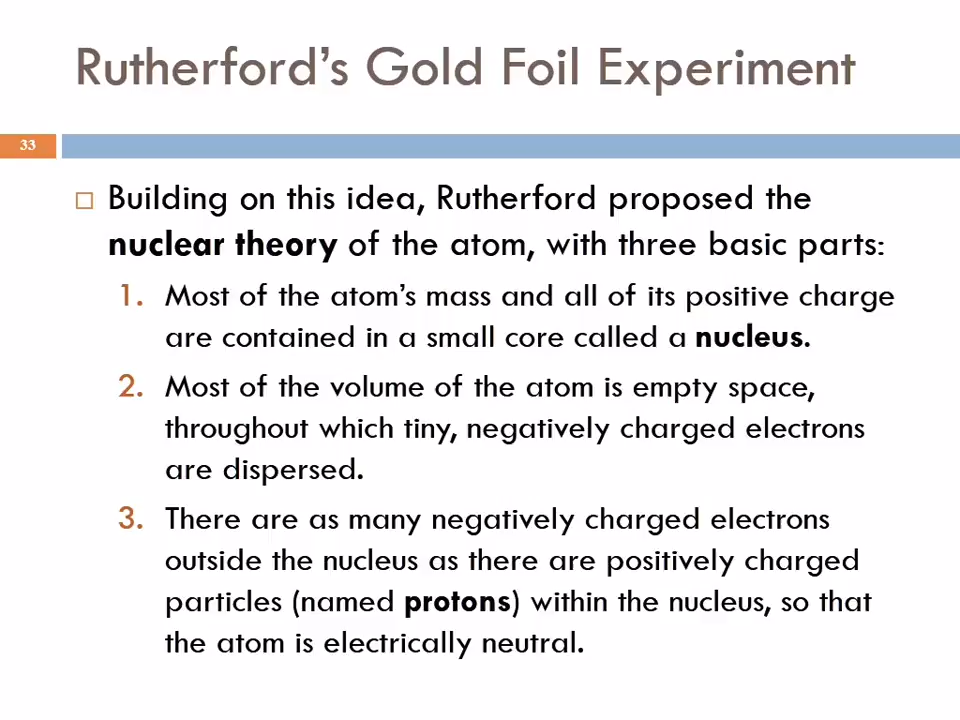 Rutherford’s Gold Foil Experiment
33
Building on this idea, Rutherford proposed the
nuclear theory of the atom, with three basic parts:
1. Most of the atom’s mass and all of its positive charge
are contained in a small core called a nucleus.
2. Most of the volume of the atom is empty space,
throughout which tiny, negatively charged electrons
are dispersed.
3. There are as many negatively charged electrons
outside the nucleus as there are positively charged
particles (named protons) within the nucleus, so that
the atom is electrically neutral.